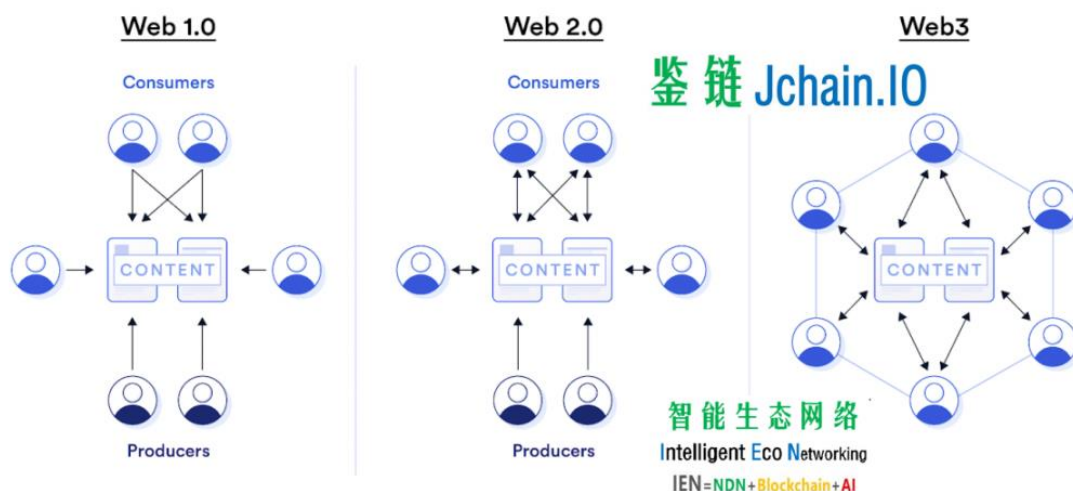 Web 1.0
Web 2.0
Web3
Consumers
Consumers
鉴链 Jchain.IO
CONTENT
CONTENT
CONTENT
Producers
Producers
智能生态网络
Intelligent Eco Networking
IEN=NDN+Blockchain+AI